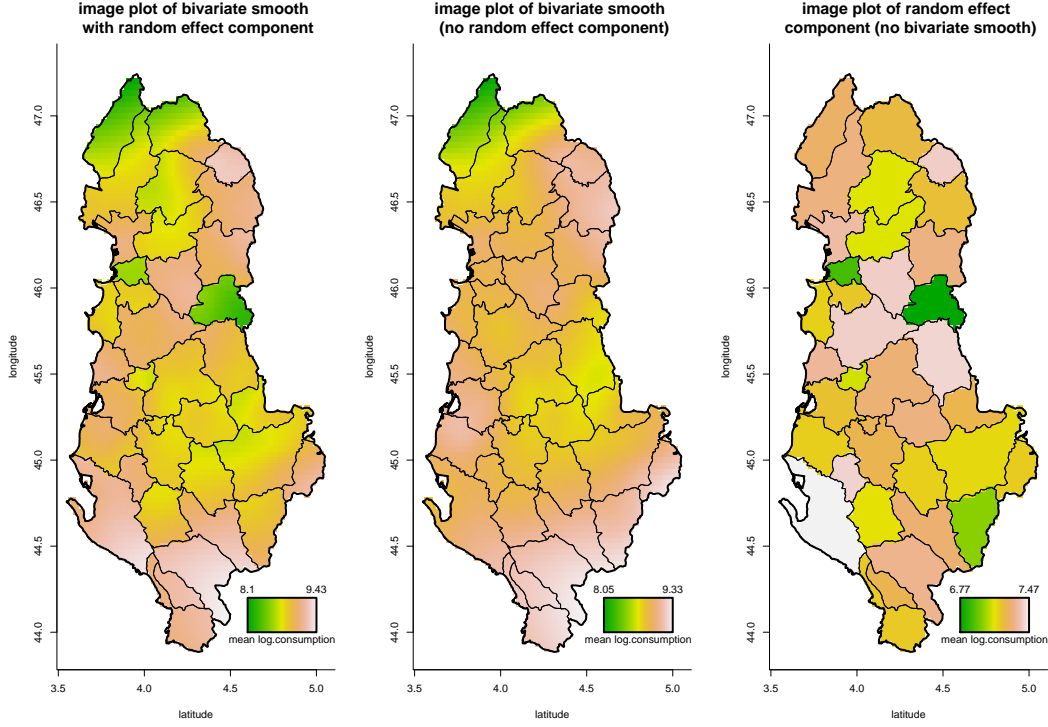 image plot of bivariate smooth
with random effect component
longitude
47.0
46.5
46.0
45.5
45.0
44.5
44.0
8.1 9.43
mean log.consumption
3.5 4.0 4.5 5.0
latitude
image plot of bivariate smooth
(no random effect component)
longitude
47.0
46.5
46.0
45.5
45.0
44.5
44.0
8.05 9.33
mean log.consumption
3.5 4.0 4.5 5.0
latitude
image plot of random effect
component (no bivariate smooth)
longitude
47.0
46.5
46.0
45.5
45.0
44.5
44.0
6.77 7.47
mean log.consumption
3.5 4.0 4.5 5.0
latitude